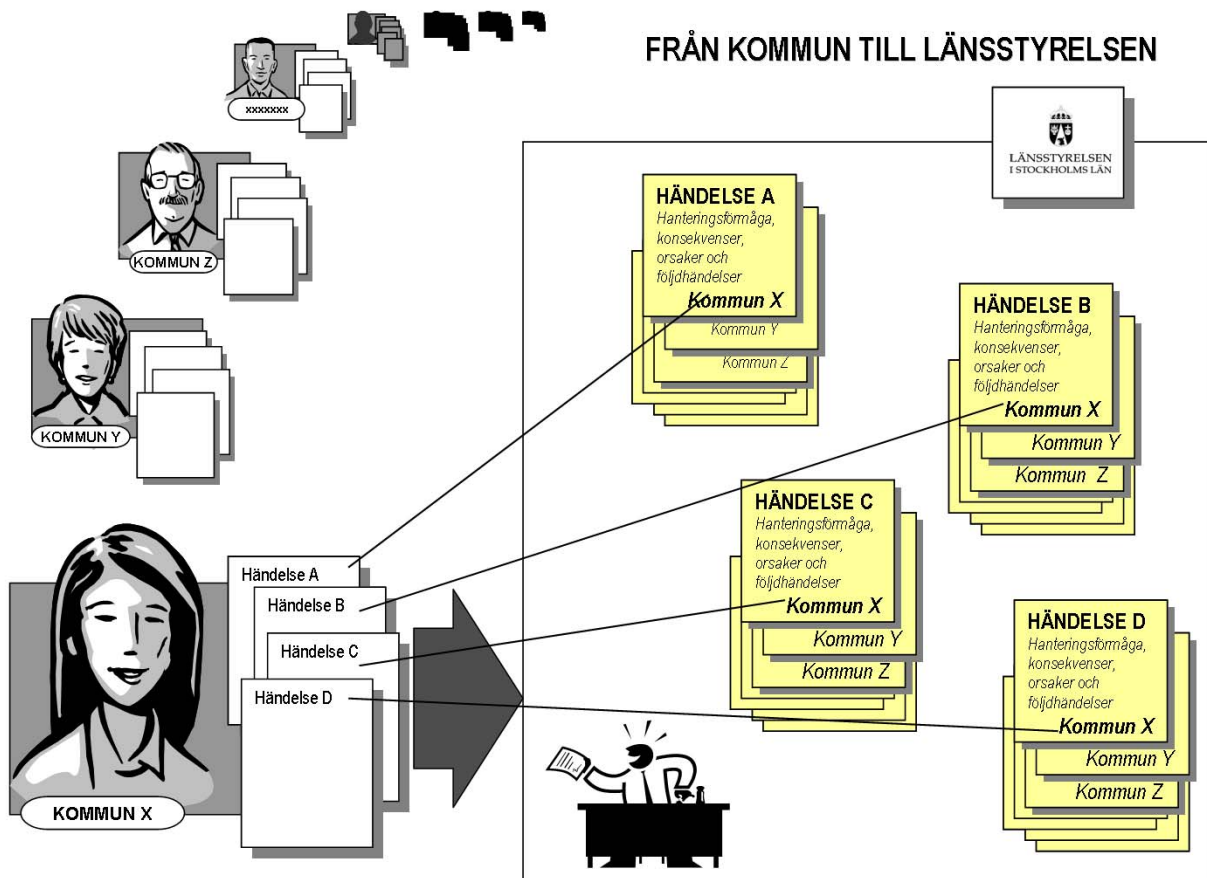 FRÅN KOMMUN TILL LÄNSSTYRELSEN
LÄNSSTYRELSEN
I STOCKHOLMS LÄN
xxxxxxx
KOMMUN Z
KOMMUN Y
KOMMUN X
Händelse A
Händelse B
Händelse C
Händelse D
HÄNDELSE A
Hanteringsförmåga,
konsekvenser,
orsaker och
följdhändelser
Kommun X
Kommun Y
Kommun Z
HÄNDELSE B
Hanteringsförmåga,
konsekvenser,
orsaker och
följdhändelser
Kommun X
Kommun Y
Kommun Z
HÄNDELSE C
Hanteringsförmåga,
konsekvenser,
orsaker och
följdhändelser
Kommun X
Kommun Y
Kommun Z
HÄNDELSE D
Hanteringsförmåga,
konsekvenser,
orsaker och
följdhändelser
Kommun X
Kommun Y
Kommun Z